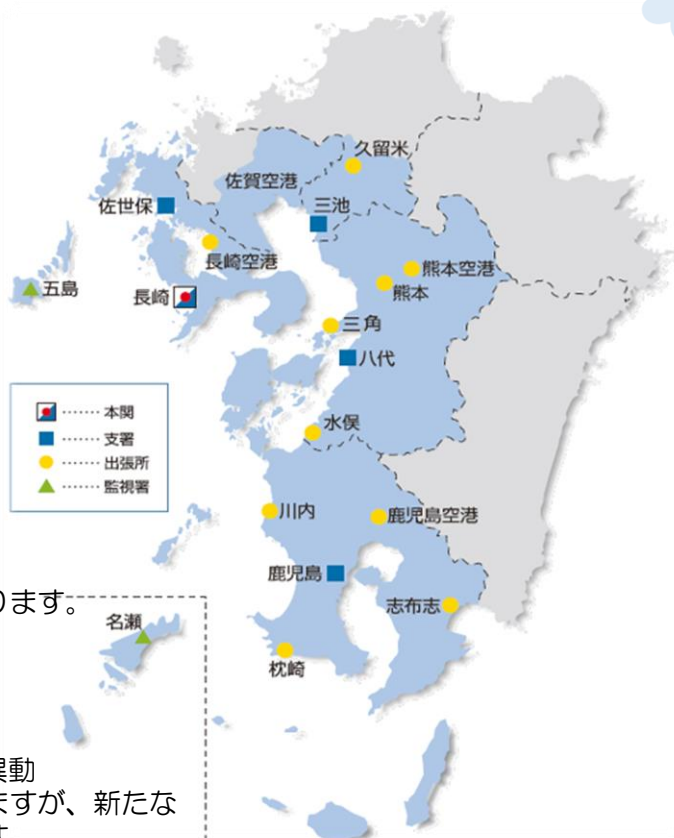 久留米
佐賀空港
佐世保
三池
長崎空港
熊本空港
五島
長崎
熊本
三角
八代
本関
支署
出張所
監視署
水俣
川内
鹿児島空港
鹿児島
志布志
ります。
名瀬
枕崎
異動
ますが、新たな